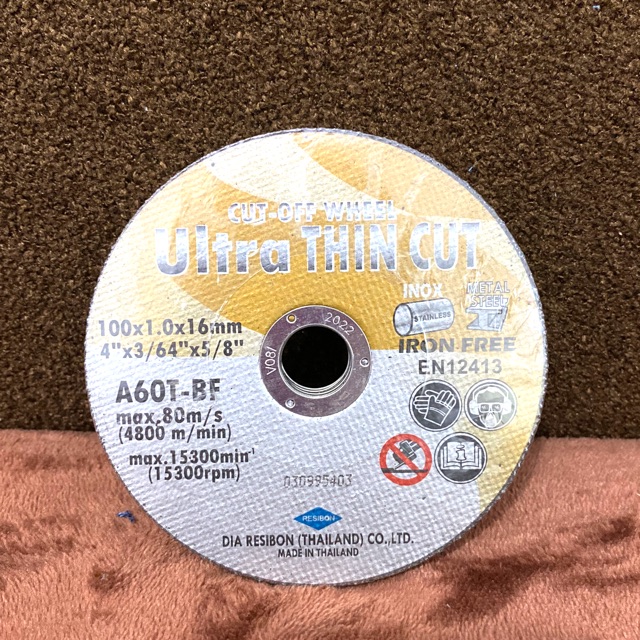 CUT-OFF WHEEL
Ultra THIN CUT
INOX
METAL
STEEL
STAINLESS
100x1.0x16mm
4"x3/64"x5/8"
IRON FREE
EN12413
V08/ 2022
A60T-BF
max.80m/s
(4800 m/min)
max.15300min⁻¹
(15300rpm)
030995403
RESIBON
DIA RESIBON (THAILAND) CO.,LTD.
MADE IN THAILAND